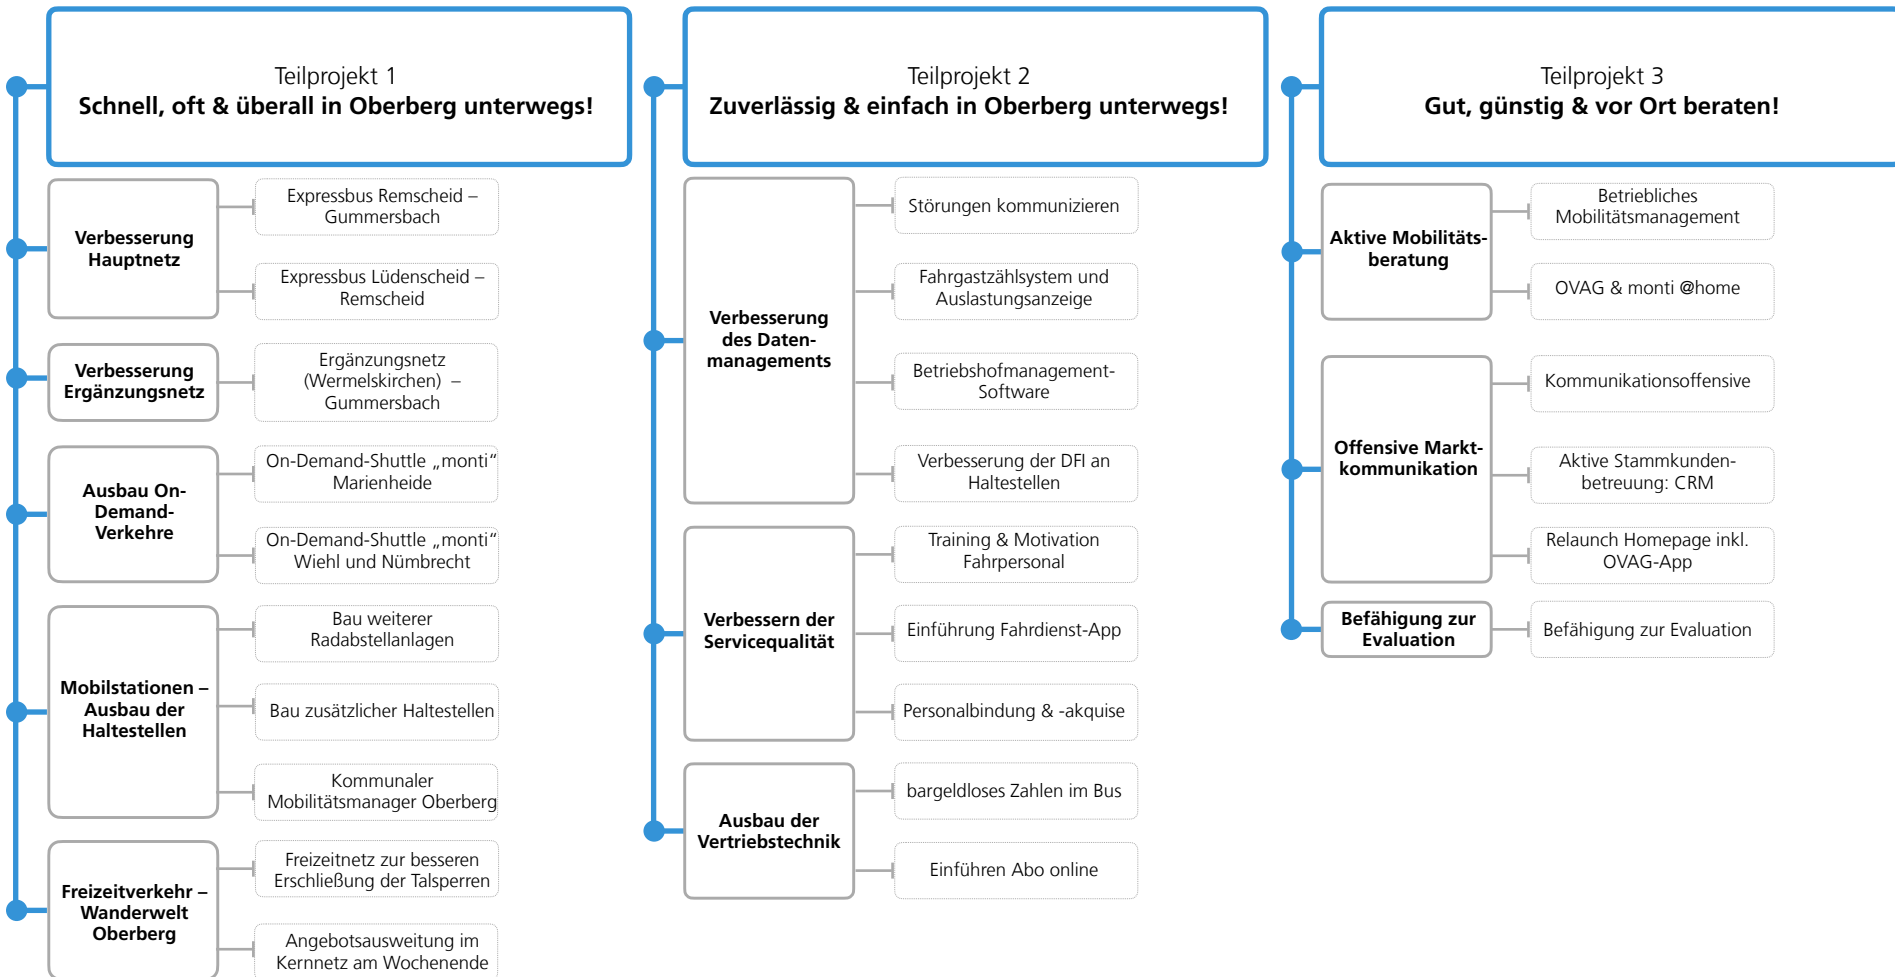 Teilprojekt 1
Schnell, oft & überall in Oberberg unterwegs!
Verbesserung
Hauptnetz
Expressbus Remscheid –
Gummersbach
Expressbus Lüdenscheid –
Remscheid
Verbesserung
Ergänzungsnetz
Ergänzungsnetz
(Wermelskirchen) –
Gummersbach
Ausbau On-
Demand-
Verkehre
On-Demand-Shuttle „monti“
Marienheide
On-Demand-Shuttle „monti“
Wiehl und Nümbrecht
Mobilstationen –
Ausbau der
Haltestellen
Bau weiterer
Radabstellanlagen
Bau zusätzlicher Haltestellen
Kommunaler
Mobilitätsmanager Oberberg
Freizeitverkehr –
Wanderwelt
Oberberg
Freizeitnetz zur besseren
Erschließung der Talsperren
Angebotsausweitung im
Kernnetz am Wochenende
Teilprojekt 2
Zuverlässig & einfach in Oberberg unterwegs!
Verbesserung
des Daten-
managements
Störungen kommunizieren
Fahrgastzählsystem und
Auslastungsanzeige
Betriebshofmanagement-
Software
Verbesserung der DFI an
Haltestellen
Verbessern der
Servicequalität
Training & Motivation
Fahrpersonal
Einführung Fahrdienst-App
Personalbindung & -akquise
Ausbau der
Vertriebstechnik
bargeldloses Zahlen im Bus
Einführen Abo online
Teilprojekt 3
Gut, günstig & vor Ort beraten!
Aktive Mobilitäts-
beratung
Betriebliches
Mobilitätsmanagement
OVAG & monti @home
Offensive Markt-
kommunikation
Kommunikationsoffensive
Aktive Stammkunden-
betreuung: CRM
Relaunch Homepage inkl.
OVAG-App
Befähigung zur
Evaluation
Befähigung zur Evaluation